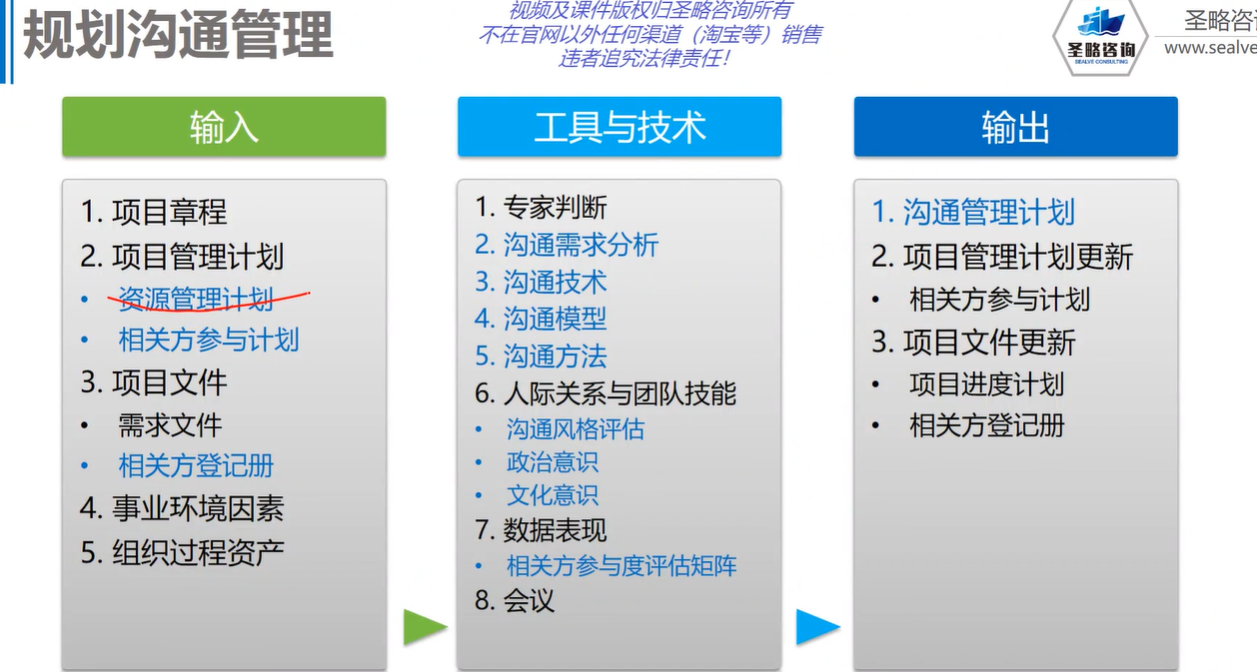 规划沟通管理
视频及课件版权归圣略咨询所有
不在官网以外任何渠道（淘宝等）销售
违者追究法律责任！
圣略咨询
SEALVE CONSULTING
圣略咨
www.sealve
输入
1. 项目章程
2. 项目管理计划
• 资源管理计划
• 相关方参与计划
3. 项目文件
• 需求文件
• 相关方登记册
4. 事业环境因素
5. 组织过程资产
工具与技术
1. 专家判断
2. 沟通需求分析
3. 沟通技术
4. 沟通模型
5. 沟通方法
6. 人际关系与团队技能
• 沟通风格评估
• 政治意识
• 文化意识
7. 数据表现
• 相关方参与度评估矩阵
8. 会议
输出
1. 沟通管理计划
2. 项目管理计划更新
• 相关方参与计划
3. 项目文件更新
• 项目进度计划
• 相关方登记册